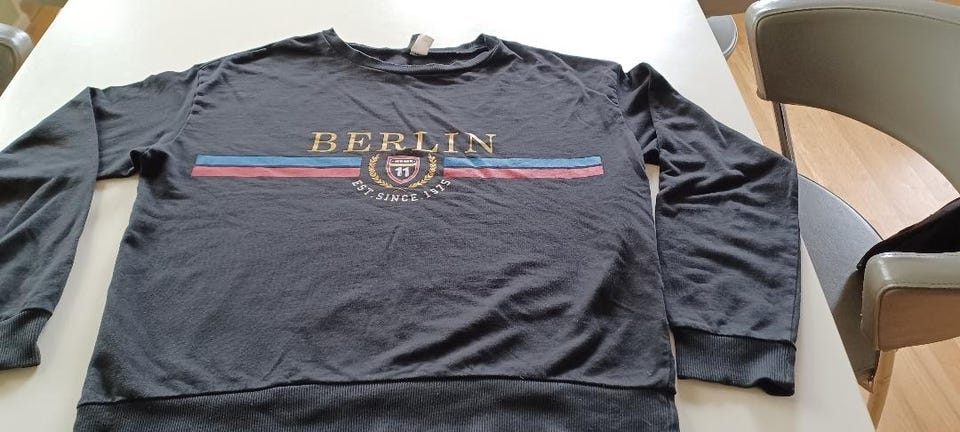 BERLIN
11
EST. SINCE. 1975